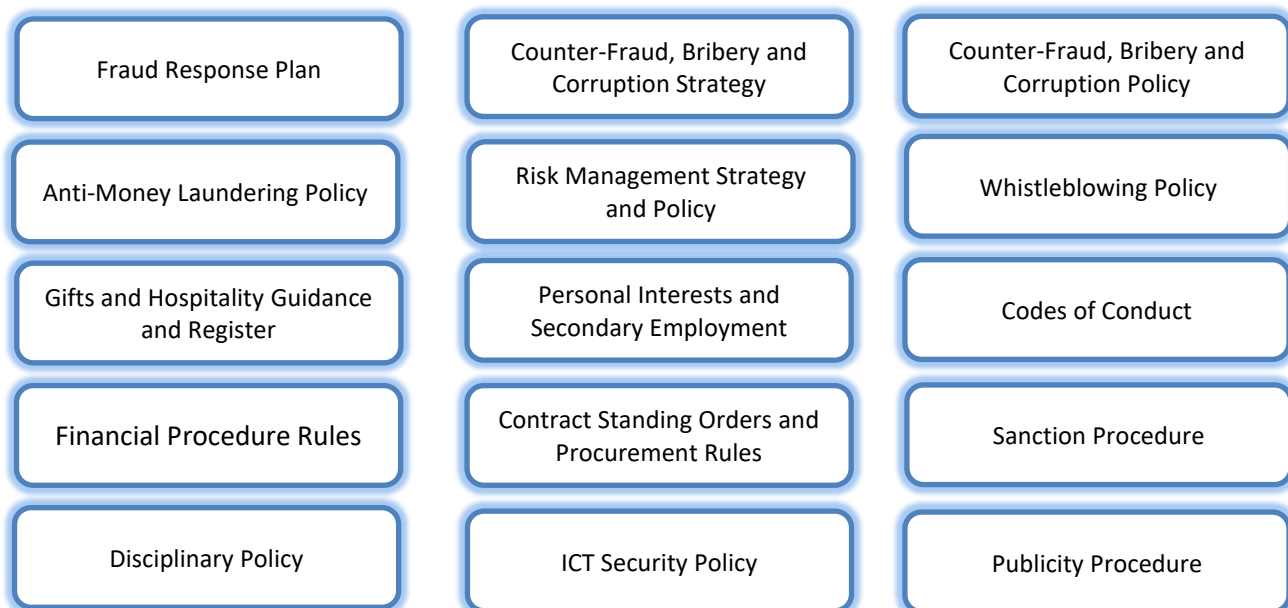 Fraud Response Plan
Counter-Fraud, Bribery and
Corruption Strategy
Counter-Fraud, Bribery and
Corruption Policy
Anti-Money Laundering Policy
Risk Management Strategy
and Policy
Whistleblowing Policy
Gifts and Hospitality Guidance
and Register
Personal Interests and
Secondary Employment
Codes of Conduct
Financial Procedure Rules
Contract Standing Orders and
Procurement Rules
Sanction Procedure
Disciplinary Policy
ICT Security Policy
Publicity Procedure